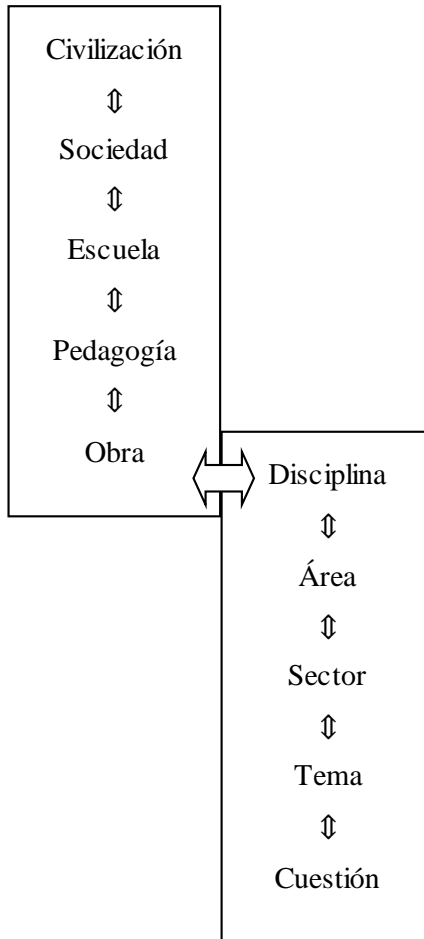 Civilización
⇕
Sociedad
⇕
Escuela
⇕
Pedagogía
⇕
Obra
Disciplina
⇕
Área
⇕
Sector
⇕
Tema
⇕
Cuestión